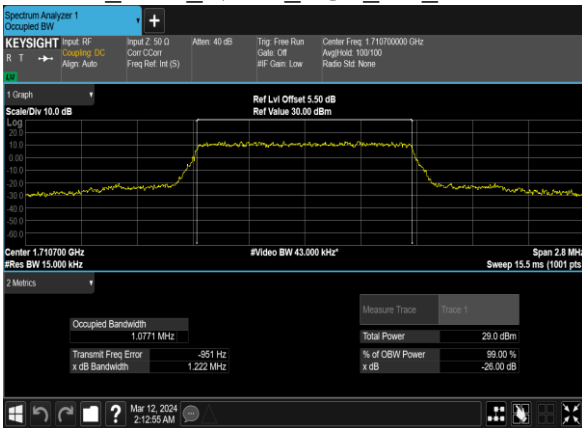 Spectrum Analyzer 1
Occupied BW
+
KEYSIGHT
R T
LW
Input: RF
Coupling: DC
Align: Auto
Input Z: 50 Ω
Corr CCorr
Freq Ref: Int (S)
Atten: 40 dB
Trig: Free Run
Gate: Off
#IF Gain: Low
Center Freq: 1.710700000 GHz
Avg|Hold: 100/100
Radio Std: None
1 Graph
Scale/Div 10.0 dB
Ref Lvl Offset 5.50 dB
Ref Value 30.00 dBm
Log
20.0
10.0
0.00
-10.0
-20.0
-30.0
-40.0
-50.0
-60.0
Center 1.710700 GHz
#Video BW 43.000 kHz*
Span 2.8 MHz
#Res BW 15.000 kHz
Sweep 15.5 ms (1001 pts
2 Metrics
Measure Trace
Trace 1
Occupied Bandwidth
1.0771 MHz
Total Power
29.0 dBm
Transmit Freq Error
-951 Hz
% of OBW Power
99.00 %
x dB Bandwidth
1.222 MHz
x dB
-26.00 dB
?
Mar 12, 2024
2:12:55 AM